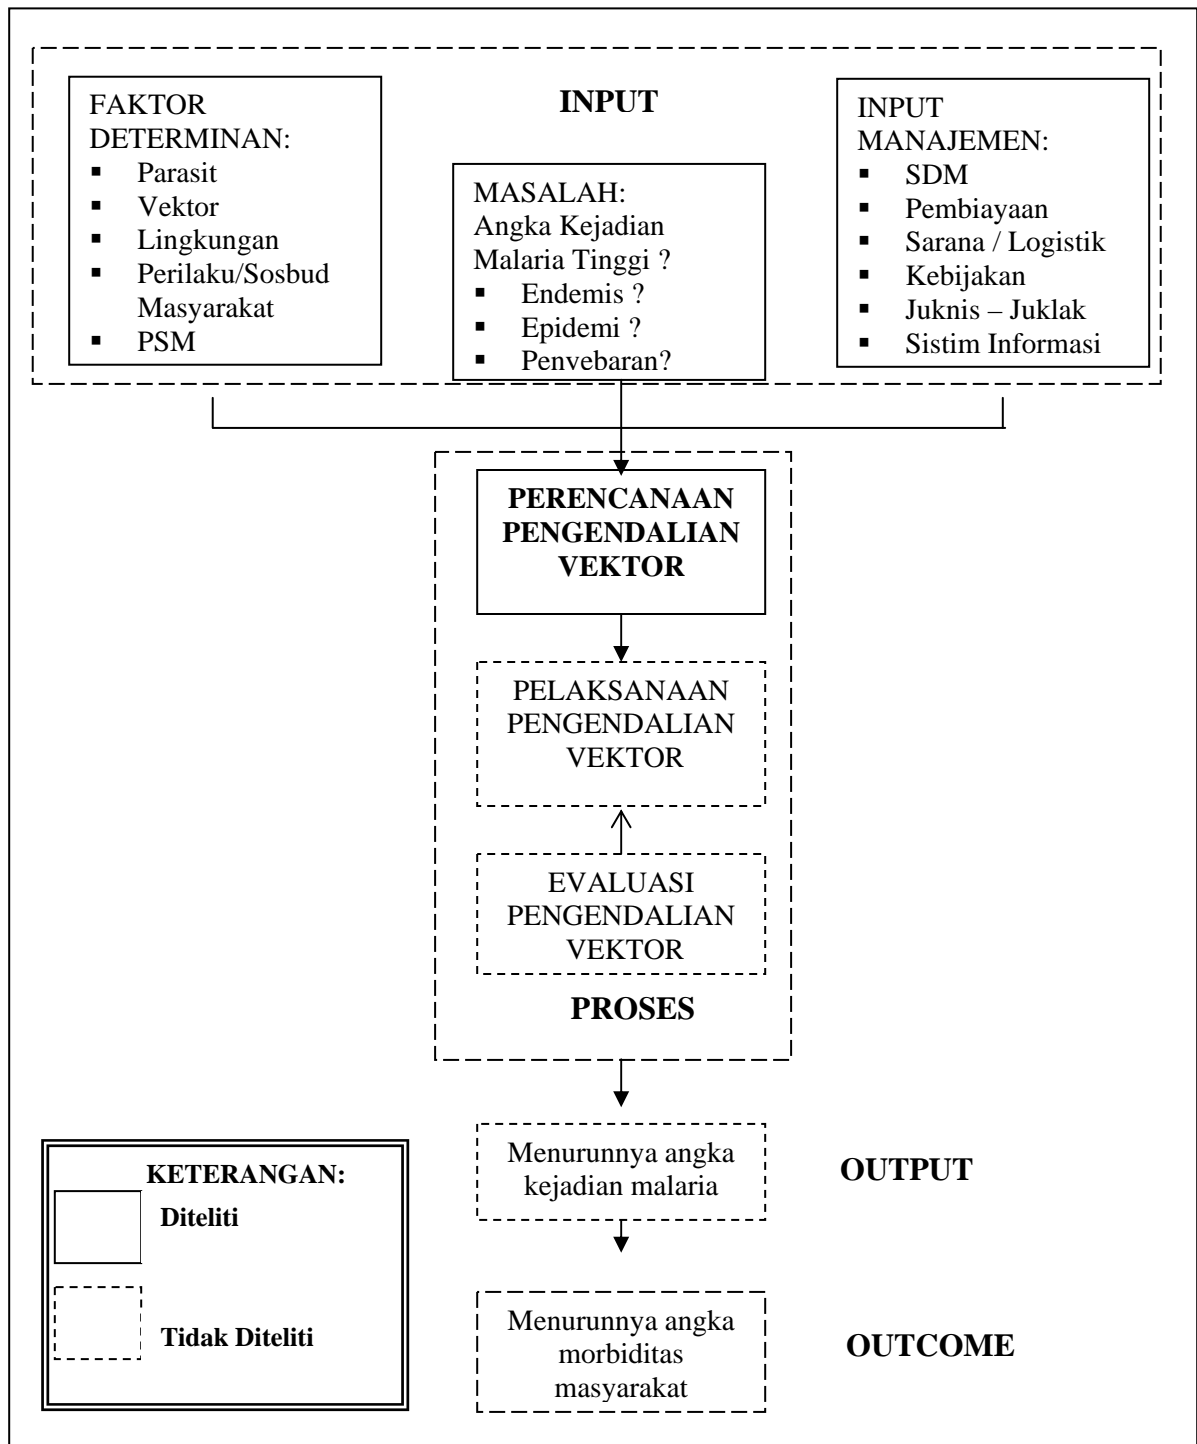 INPUT
FAKTOR
DETERMINAN:
▪ Parasit
▪ Vektor
▪ Lingkungan
▪ Perilaku/Sosbud
Masyarakat
▪ PSM
MASALAH:
Angka Kejadian
Malaria Tinggi ?
▪ Endemis ?
▪ Epidemi ?
▪ Penyebaran?
INPUT
MANAJEMEN:
▪ SDM
▪ Pembiayaan
▪ Sarana / Logistik
▪ Kebijakan
▪ Juknis – Juklak
▪ Sistim Informasi
PERENCANAAN
PENGENDALIAN
VEKTOR
PELAKSANAAN
PENGENDALIAN
VEKTOR
EVALUASI
PENGENDALIAN
VEKTOR
PROSES
Menurunnya angka
kejadian malaria
OUTPUT
Menurunnya angka
morbiditas
masyarakat
OUTCOME
KETERANGAN:
Diteliti
Tidak Diteliti